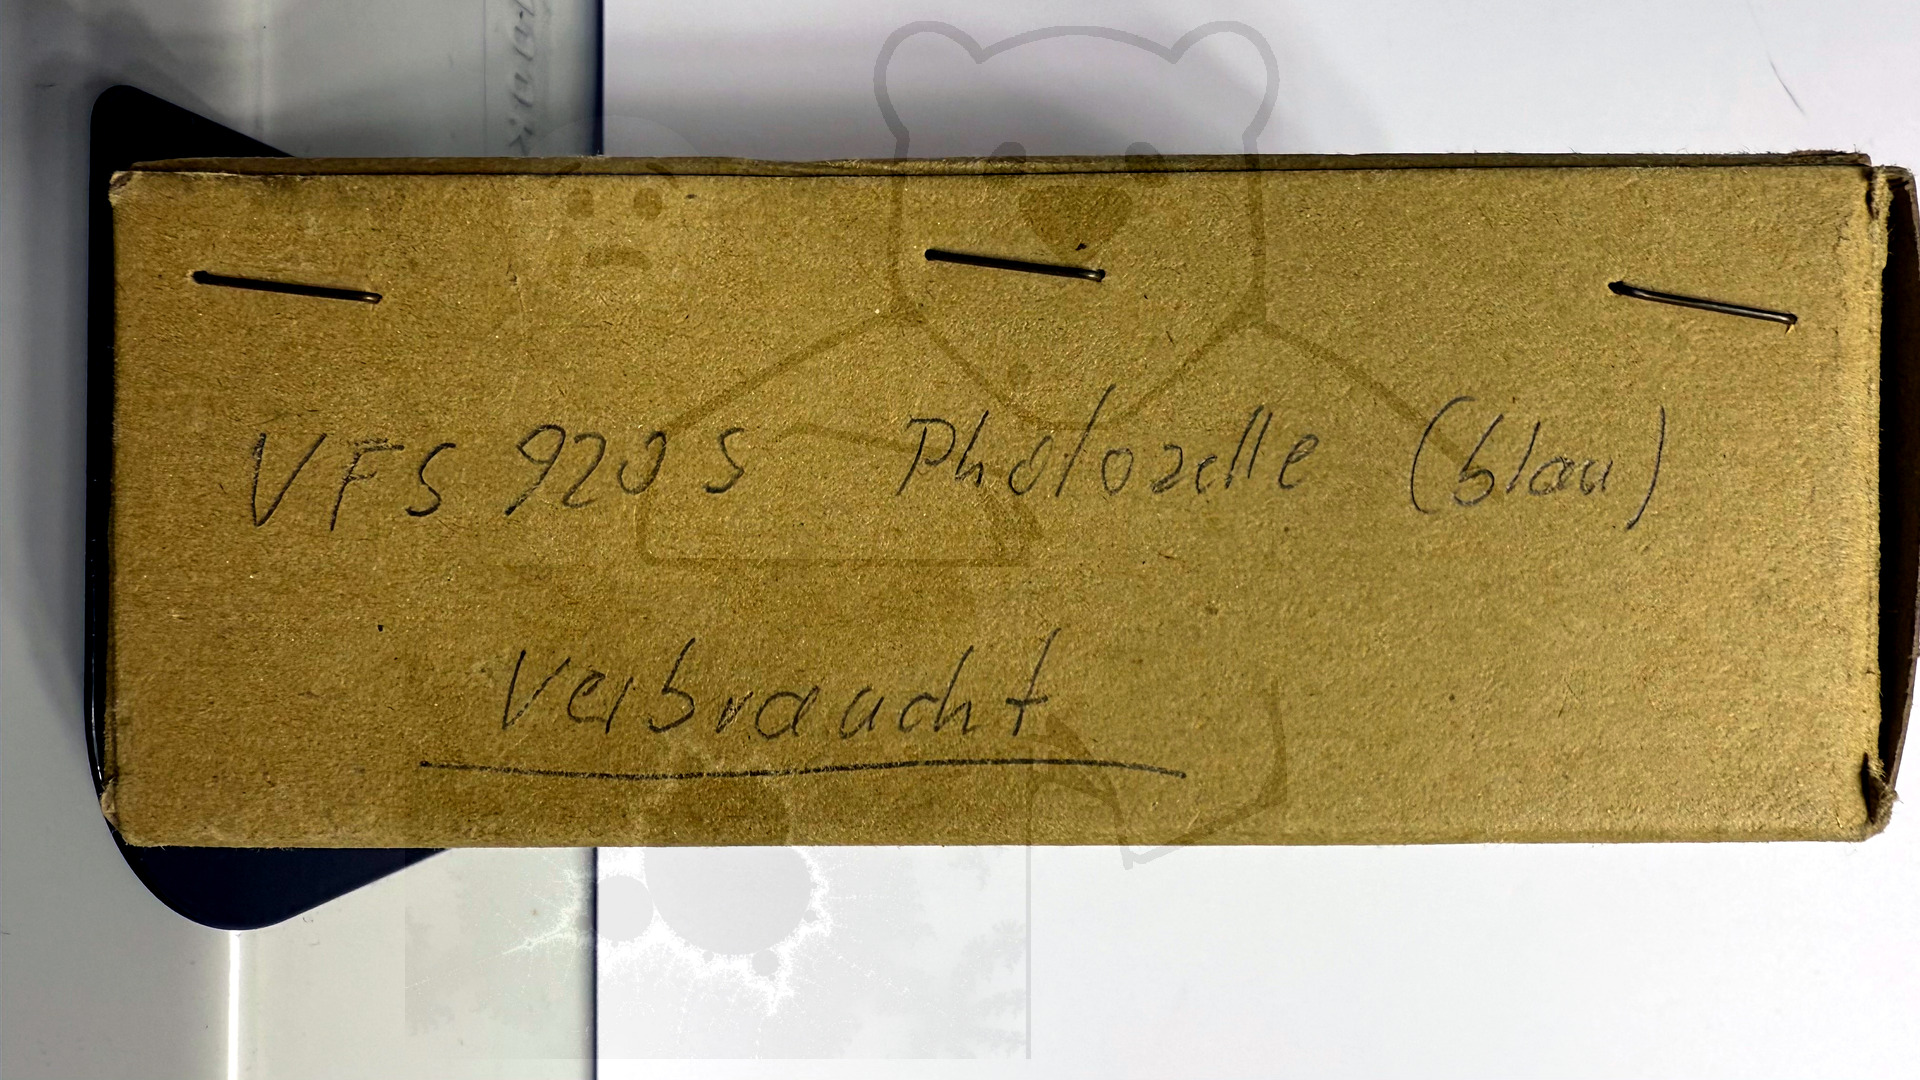 VFS 920 S Photozelle (blau)
Verbraucht